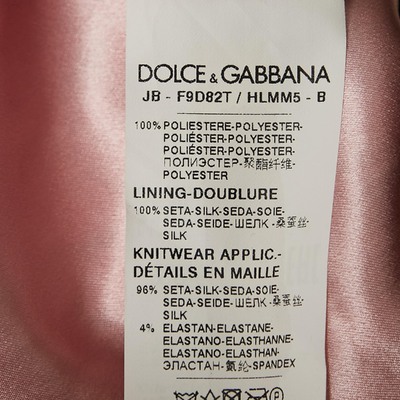 DOLCE & GABBANA
JB - F9D82T / HLMM5 - B
100% POLIESTERE-POLYESTER-
POLIÉSTER-POLYESTER-
POLIÉSTER-POLYESTER-
ПОЛИЭСТЕР-聚酯纤维-
POLYESTER
LINING-DOUBLURE
100% SETA-SILK-SEDA-SOIE-
SEDA-SEIDE-ШЕЛК-桑蚕丝-
SILK
KNITWEAR APPLIC.-
DÉTAILS EN MAILLE
96% SETA-SILK-SEDA-SOIE-
SEDA-SEIDE-ШЕЛК-桑蚕丝-
SILK
4% ELASTAN-ELASTANE-
ELASTANO-ELASTHANNE-
ELASTANO-ELASTHAN-
ЭЛАСТАН-氨纶-SPANDEX